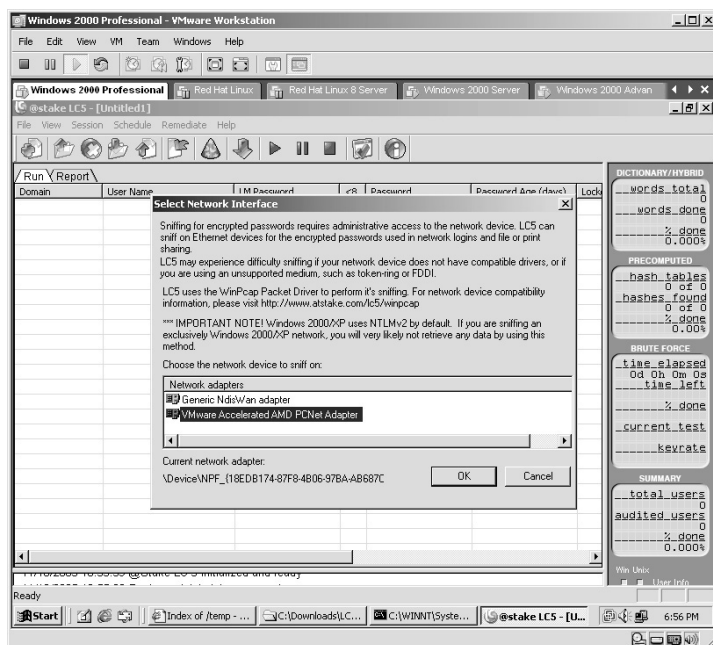 Windows 2000 Professional - VMware Workstation
File Edit View VM Team Windows Help
Windows 2000 Professional Red Hat Linux Red Hat Linux 8 Server Windows 2000 Server Windows 2000 Advan
@stake LC5 - [Untitled1]
File View Session Schedule Remediate Help
Run Report
Domain User Name LM Password <8 Password Password Age (days) Lock
Select Network Interface
Sniffing for encrypted passwords requires administrative access to the network device. LC5 can
sniff on Ethernet devices for the encrypted passwords used in network logins and file or print
sharing.
LC5 may experience difficulty sniffing if your network device does not have compatible drivers, or if
you are using an unsupported medium, such as token-ring or FDDI.
LC5 uses the WinPcap Packet Driver to perform it's sniffing. For network device compatibility
information, please visit http://www.atstake.com/lc5/winpcap
*** IMPORTANT NOTE! Windows 2000/XP uses NTLMv2 by default. If you are sniffing an
exclusively Windows 2000/XP network, you will very likely not retrieve any data by using this
method.
Choose the network device to sniff on:
Network adapters
Generic NdisWan adapter
VMware Accelerated AMD PCNet Adapter
Current network adapter:
\Device\NPF_{18EDB174-87F8-4B06-97BA-AB687C
OK Cancel
DICTIONARY/HYBRID
words_total
0
words_done
0
% done
0.000%
PRECOMPUTED
hash_tables
0 of 0
hashes_found
0 of 0
% done
0.00%
BRUTE FORCE
time_elapsed
0d 0h 0m 0s
time_left
% done
current_test
keyrate
SUMMARY
total_users
0
audited_users
0
% done
0.000%
Win Unix
User Info
Ready
Start Index of /temp - ... C:\Downloads\LC... C:\WINNT\Syste... @stake LC5 - [U... 6:56 PM